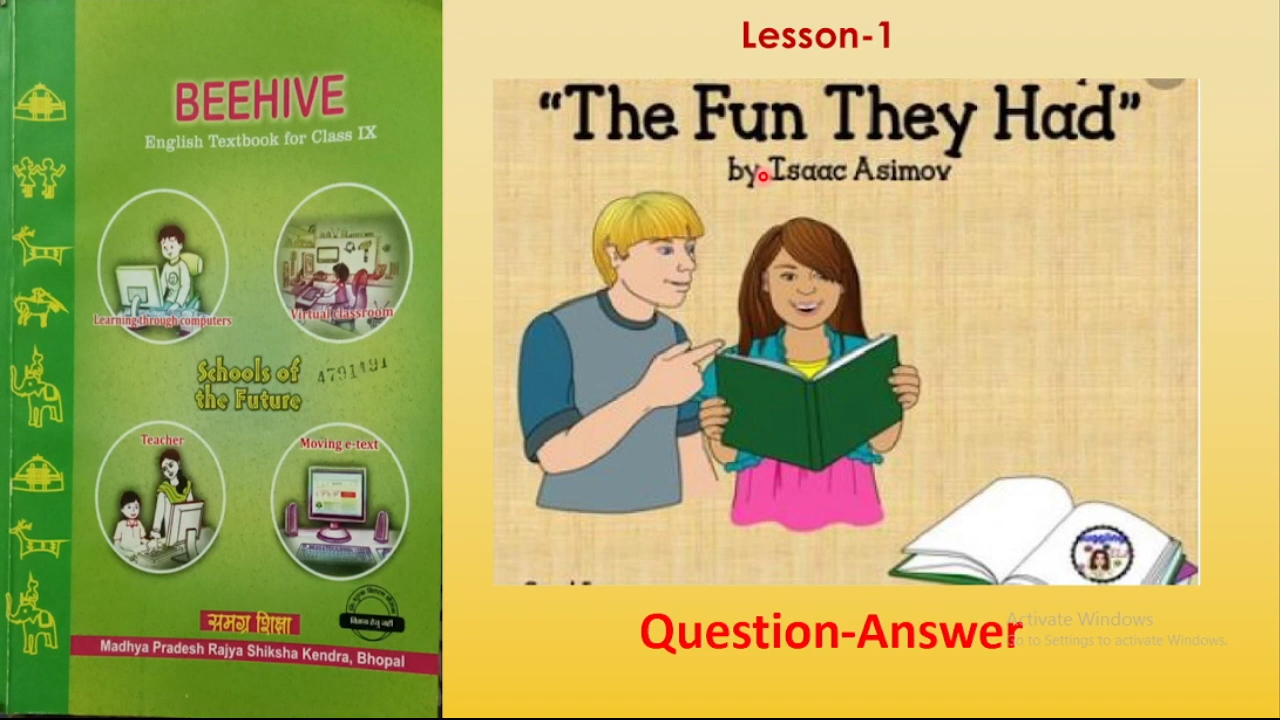 BEEHIVE
English Textbook for Class IX
Learning through computers
Virtual classroom
Schools of
the Future
4791491
Teacher
Moving e-text
समग्र शिक्षा
Madhya Pradesh Rajya Shiksha Kendra, Bhopal
Lesson-1
“The Fun They Had”
by Isaac Asimov
Question-Answer
Activate Windows
Go to Settings to activate Windows.